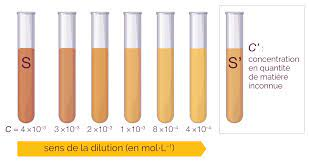 S
C = 4 × 10⁻³ 3 × 10⁻³ 2 × 10⁻³ 1 × 10⁻³ 8 × 10⁻⁴ 4 × 10⁻⁴
sens de la dilution (en mol·L⁻¹)
C' :
concentration
en quantité
de matière
inconnue
S'